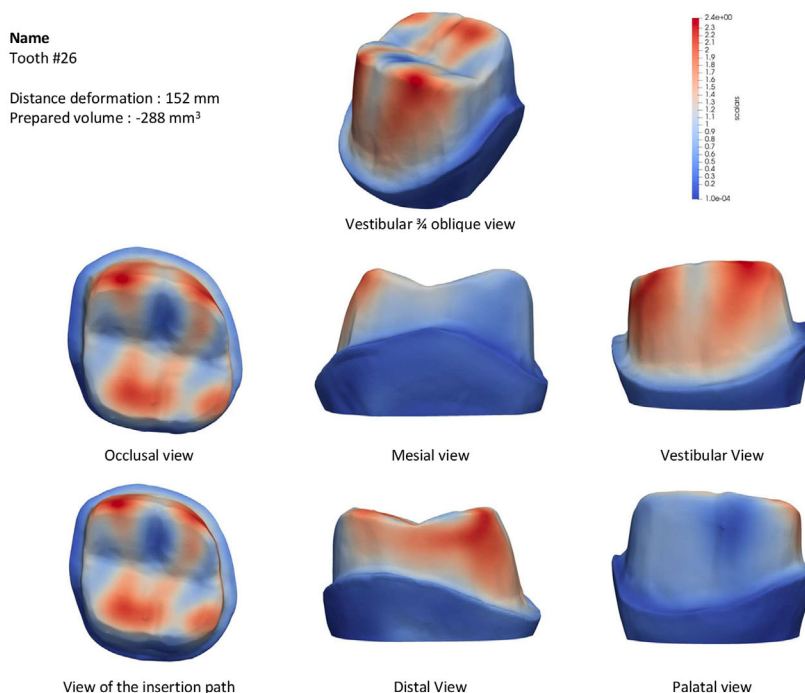 Name
Tooth #26
Distance deformation : 152 mm
Prepared volume : -288 mm³
2.4e+00
2.3
2.2
2.1
2
1.9
1.8
1.7
1.6
1.5
1.4
1.3
1.2
1.1
1
0.9
0.8
0.7
0.6
0.5
0.4
0.3
0.2
1.0e-04
scalars
Vestibular ¾ oblique view
Occlusal view
Mesial view
Vestibular View
View of the insertion path
Distal View
Palatal view